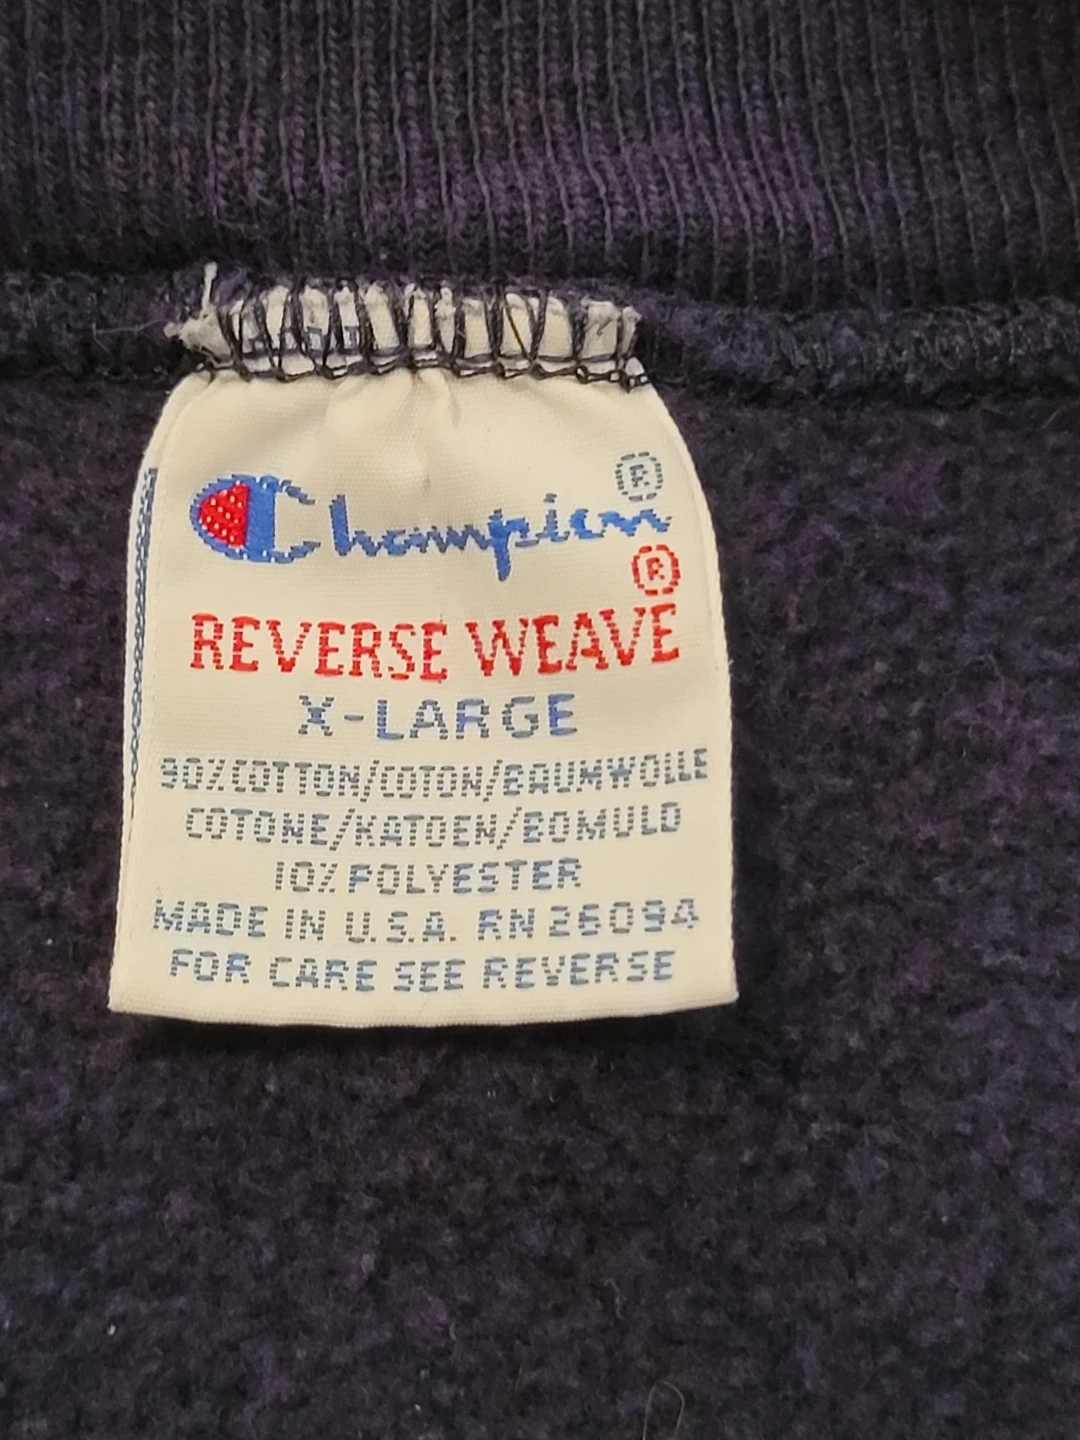 Champion®
®
REVERSE WEAVE
X-LARGE
90% COTTON/COTON/BAUMWOLLE
COTONE/KATOEN/BOMULD
10% POLYESTER
MADE IN U.S.A. RN 26094
FOR CARE SEE REVERSE